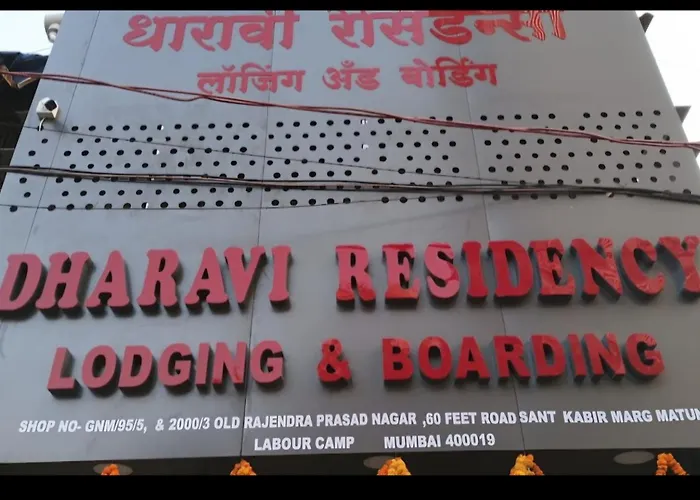 धारावी रेसिडेन्सी
लॉजिंग अँड बोर्डिंग
DHARAVI RESIDENCY
LODGING & BOARDING
SHOP NO- GNM/95/5, & 2000/3 OLD RAJENDRA PRASAD NAGAR ,60 FEET ROAD SANT KABIR MARG MATUN
LABOUR CAMP MUMBAI 400019